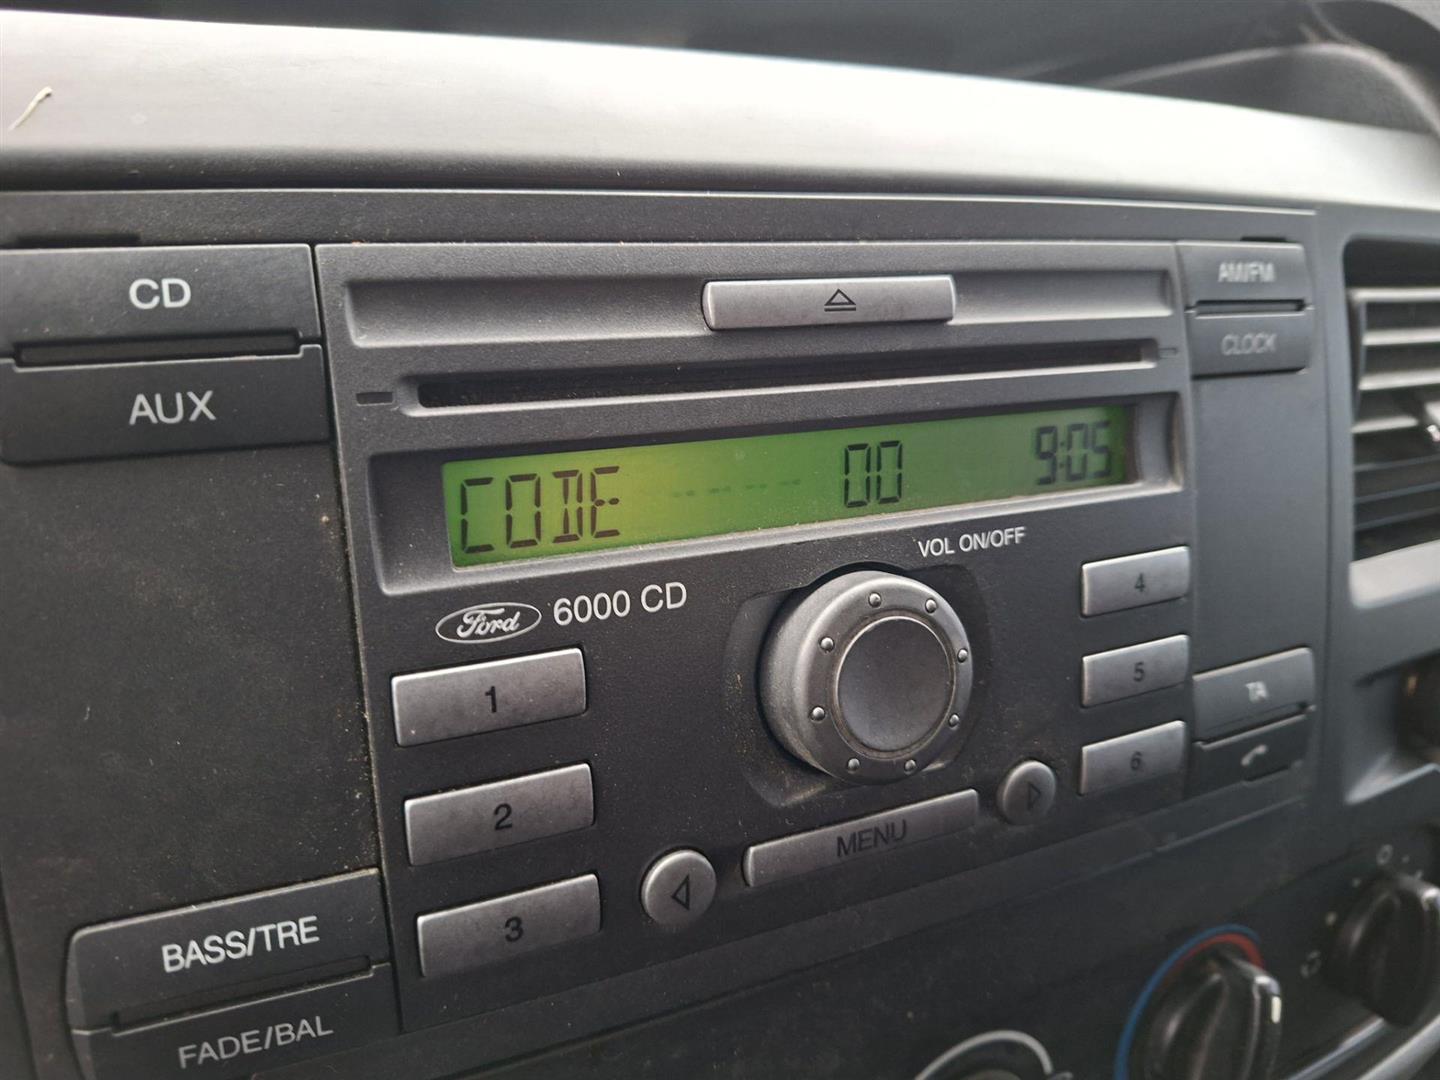 CD
AUX
AM/FM
CLOCK
CODE ----- 00 9:05
VOL ON/OFF
Ford 6000 CD
1
2
3
4
5
6
TA
MENU
BASS/TRE
FADE/BAL